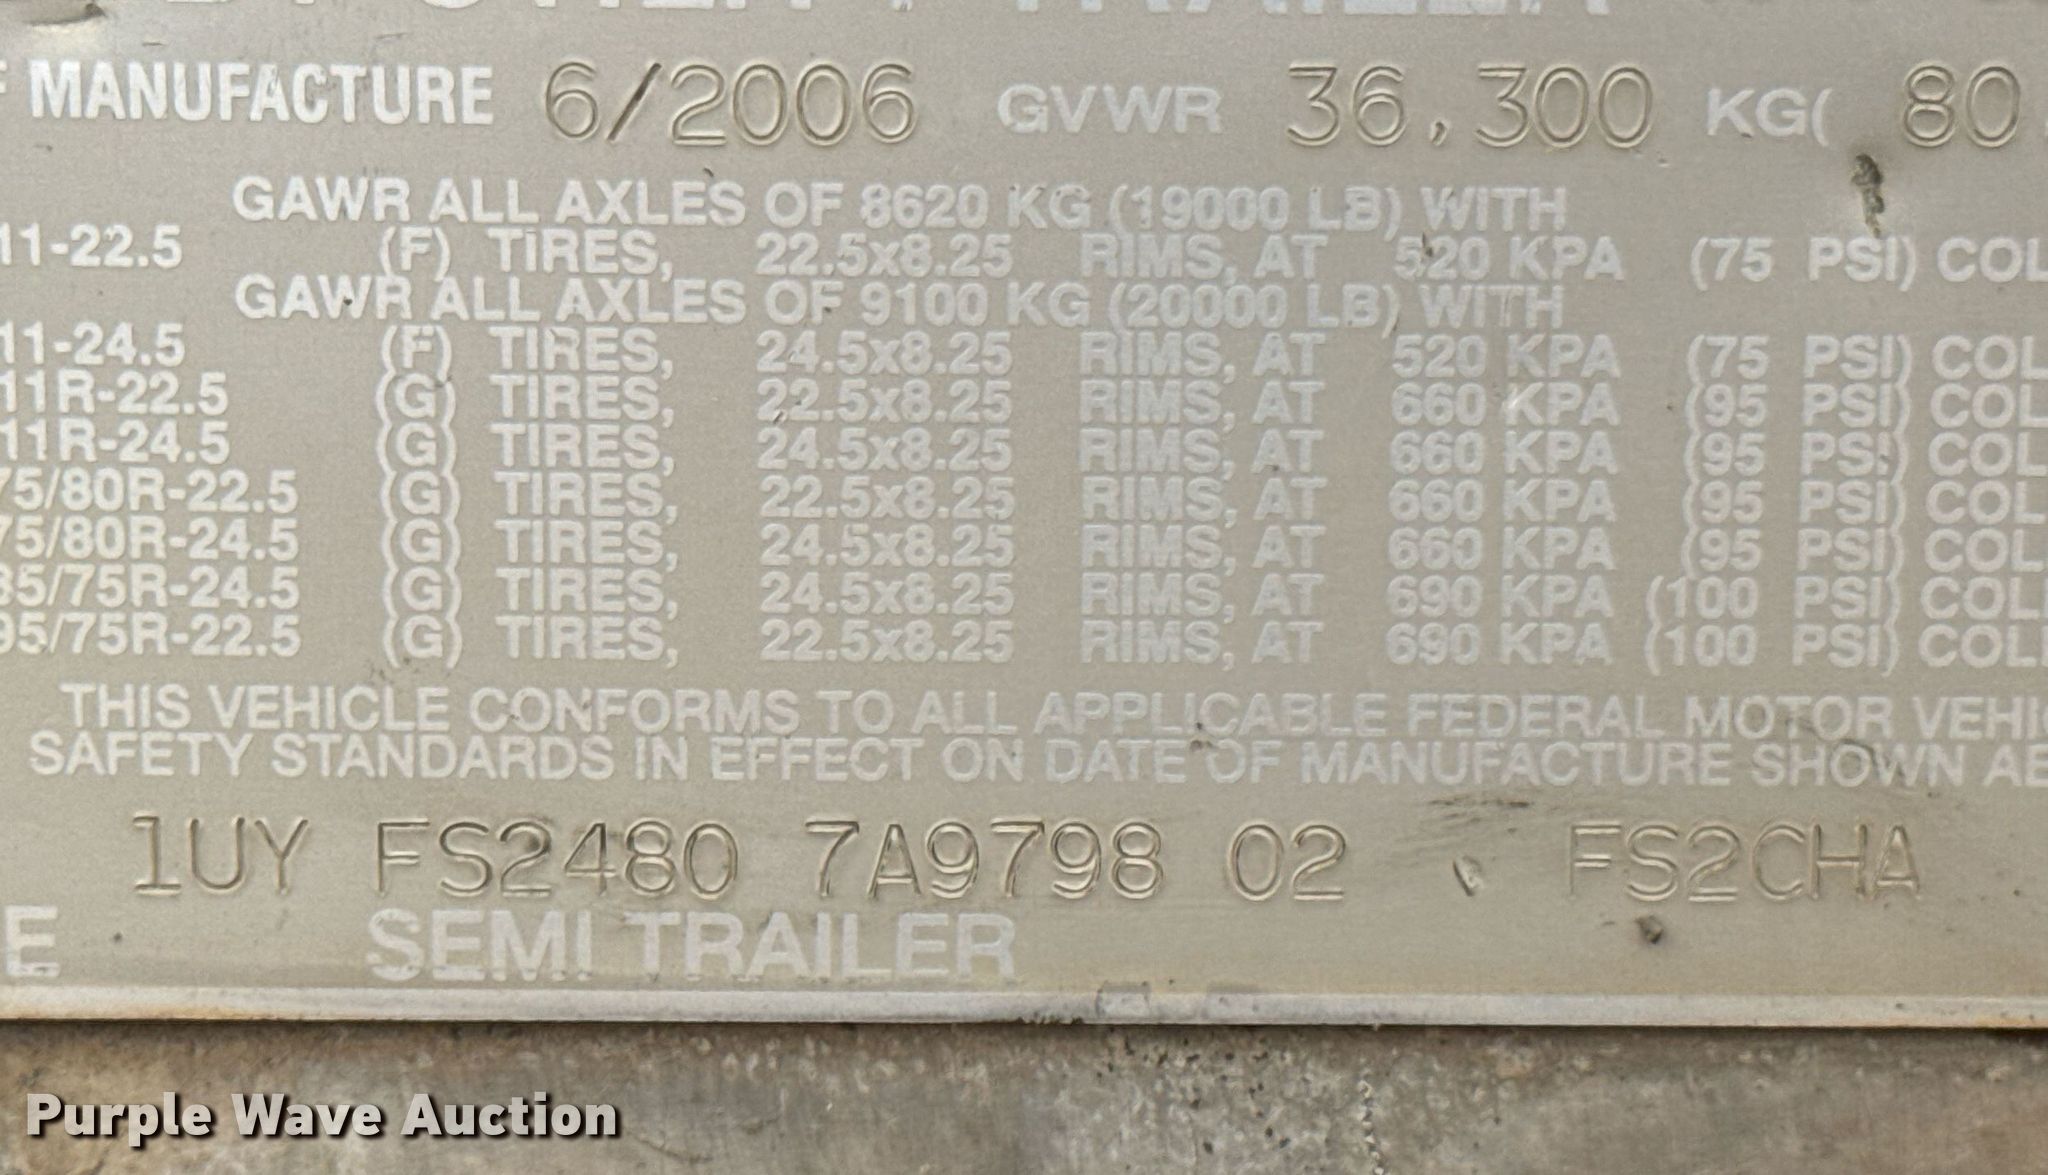 TRAILER
MANUFACTURE 6/2006 GVWR 36,300 KG( 80
GAWR ALL AXLES OF 8620 KG (19000 LB) WITH
11-22.5 (F) TIRES, 22.5x8.25 RIMS, AT 520 KPA (75 PSI) COL
GAWR ALL AXLES OF 9100 KG (20000 LB) WITH
11-24.5 (F) TIRES, 24.5x8.25 RIMS, AT 520 KPA (75 PSI) COL
11R-22.5 (G) TIRES, 22.5x8.25 RIMS, AT 660 KPA (95 PSI) COL
11R-24.5 (G) TIRES, 24.5x8.25 RIMS, AT 660 KPA (95 PSI) COL
75/80R-22.5 (G) TIRES, 22.5x8.25 RIMS, AT 660 KPA (95 PSI) COL
75/80R-24.5 (G) TIRES, 24.5x8.25 RIMS, AT 660 KPA (95 PSI) COL
85/75R-24.5 (G) TIRES, 24.5x8.25 RIMS, AT 690 KPA (100 PSI) COL
95/75R-22.5 (G) TIRES, 22.5x8.25 RIMS, AT 690 KPA (100 PSI) COL
THIS VEHICLE CONFORMS TO ALL APPLICABLE FEDERAL MOTOR VEHI
SAFETY STANDARDS IN EFFECT ON DATE OF MANUFACTURE SHOWN AB
1UY FS2480 7A9798 02 FS2CHA
E SEMI TRAILER
Purple Wave Auction